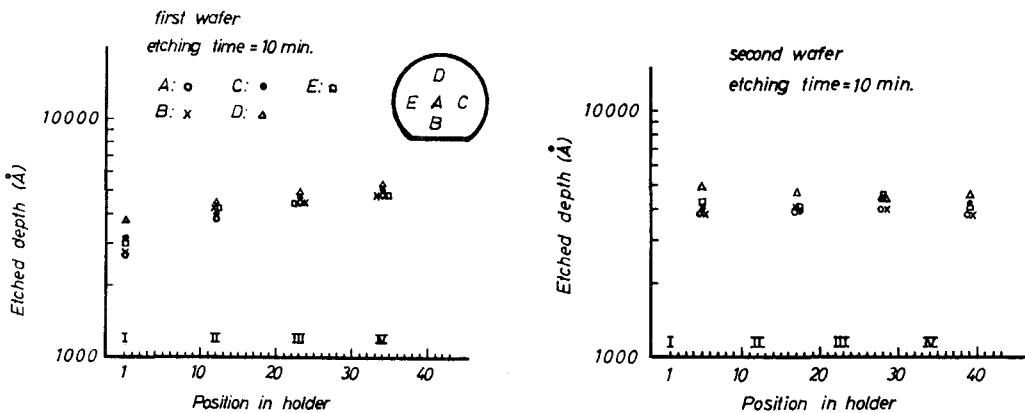 first wafer
etching time = 10 min.
A: o C: • E: □
B: x D: △
D
E A C
B
10000
1000
Etched depth (Å)
I II III IV
1 10 20 30 40
Position in holder
second wafer
etching time = 10 min.
10000
1000
Etched depth (Å)
I II III IV
1 10 20 30 40
Position in holder